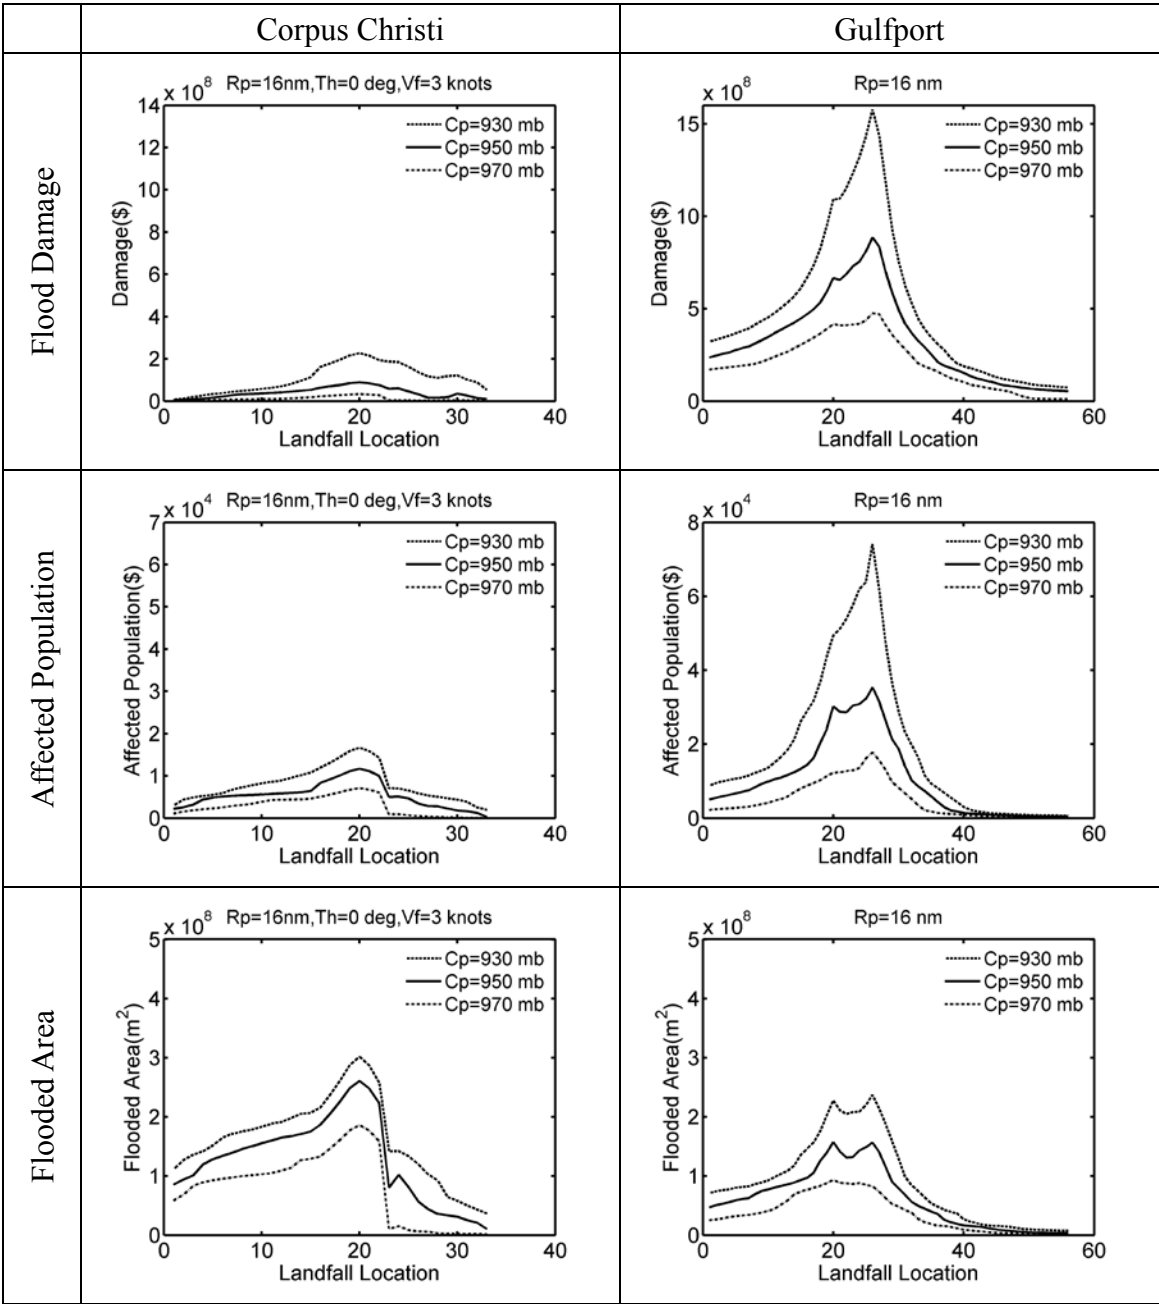 Corpus Christi
Gulfport
Flood Damage
x 10^8
Rp=16nm,Th=0 deg,Vf=3 knots
Cp=930 mb
Cp=950 mb
Cp=970 mb
Damage($)
14
12
10
8
6
4
2
0
0 10 20 30 40
Landfall Location
x 10^8
Rp=16 nm
Cp=930 mb
Cp=950 mb
Cp=970 mb
Damage($)
15
10
5
0
0 20 40 60
Landfall Location
Affected Population
x 10^4
Rp=16nm,Th=0 deg,Vf=3 knots
Cp=930 mb
Cp=950 mb
Cp=970 mb
Affected Population($)
7
6
5
4
3
2
1
0
0 10 20 30 40
Landfall Location
x 10^4
Rp=16 nm
Cp=930 mb
Cp=950 mb
Cp=970 mb
Affected Population($)
8
6
4
2
0
0 20 40 60
Landfall Location
Flooded Area
x 10^8
Rp=16nm,Th=0 deg,Vf=3 knots
Cp=930 mb
Cp=950 mb
Cp=970 mb
Flooded Area(m^2)
5
4
3
2
1
0
0 10 20 30 40
Landfall Location
x 10^8
Rp=16 nm
Cp=930 mb
Cp=950 mb
Cp=970 mb
Flooded Area(m^2)
5
4
3
2
1
0
0 20 40 60
Landfall Location